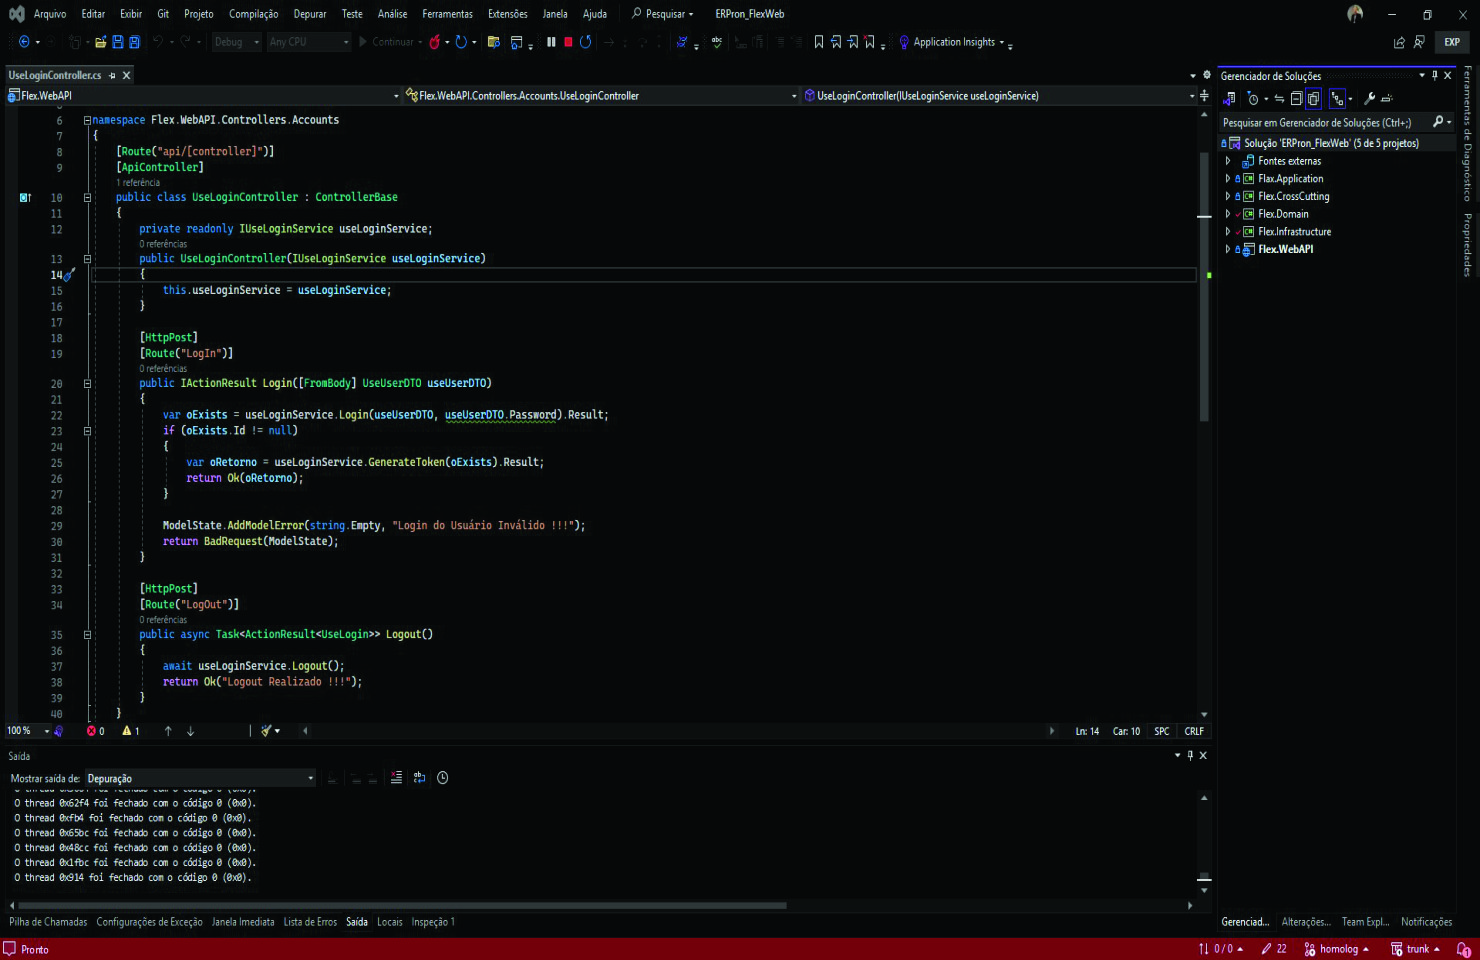 Arquivo Editar Exibir Git Projeto Compilação Depurar Teste Análise Ferramentas Extensões Janela Ajuda Pesquisar ERPron_FlexWeb
Debug Any CPU Continuar Application Insights EXP
UseLoginController.cs
Flex.WebAPI Flex.WebAPI.Controllers.Accounts.UseLoginController UseLoginController(IUseLoginService useLoginService)
6 namespace Flex.WebAPI.Controllers.Accounts
7 {
8 [Route("api/[controller]")]
9 [ApiController]
1 referência
10 public class UseLoginController : ControllerBase
11 {
12 private readonly IUseLoginService useLoginService;
0 referências
13 public UseLoginController(IUseLoginService useLoginService)
14 {
15 this.useLoginService = useLoginService;
16 }
17
18 [HttpPost]
19 [Route("LogIn")]
0 referências
20 public IActionResult Login([FromBody] UseUserDTO useUserDTO)
21 {
22 var oExists = useLoginService.Login(useUserDTO, useUserDTO.Password).Result;
23 if (oExists.Id != null)
24 {
25 var oRetorno = useLoginService.GenerateToken(oExists).Result;
26 return Ok(oRetorno);
27 }
28
29 ModelState.AddModelError(string.Empty, "Login do Usuário Inválido !!!");
30 return BadRequest(ModelState);
31 }
32
33 [HttpPost]
34 [Route("LogOut")]
0 referências
35 public async Task<ActionResult<UseLogin>> Logout()
36 {
37 await useLoginService.Logout();
38 return Ok("Logout Realizado !!!");
39 }
40 }
100 % 0 1 Ln: 14 Car: 10 SPC CRLF
Saída
Mostrar saída de: Depuração
O thread 0x62f4 foi fechado com o código 0 (0x0).
O thread 0xfb4 foi fechado com o código 0 (0x0).
O thread 0x65bc foi fechado com o código 0 (0x0).
O thread 0x48cc foi fechado com o código 0 (0x0).
O thread 0x1fbc foi fechado com o código 0 (0x0).
O thread 0x914 foi fechado com o código 0 (0x0).
Pilha de Chamadas Configurações de Exceção Janela Imediata Lista de Erros Saída Locais Inspeção 1
Gerenciador de Soluções
Pesquisar em Gerenciador de Soluções (Ctrl+;)
Solução 'ERPron_FlexWeb' (5 de 5 projetos)
Fontes externas
Flax.Application
Flex.CrossCutting
Flex.Domain
Flex.Infrastructure
Flex.WebAPI
Gerenciad... Alterações... Team Expl... Notificações
Ferramentas de Diagnóstico
Propriedades
Pronto 0 / 0 22 homolog trunk 1